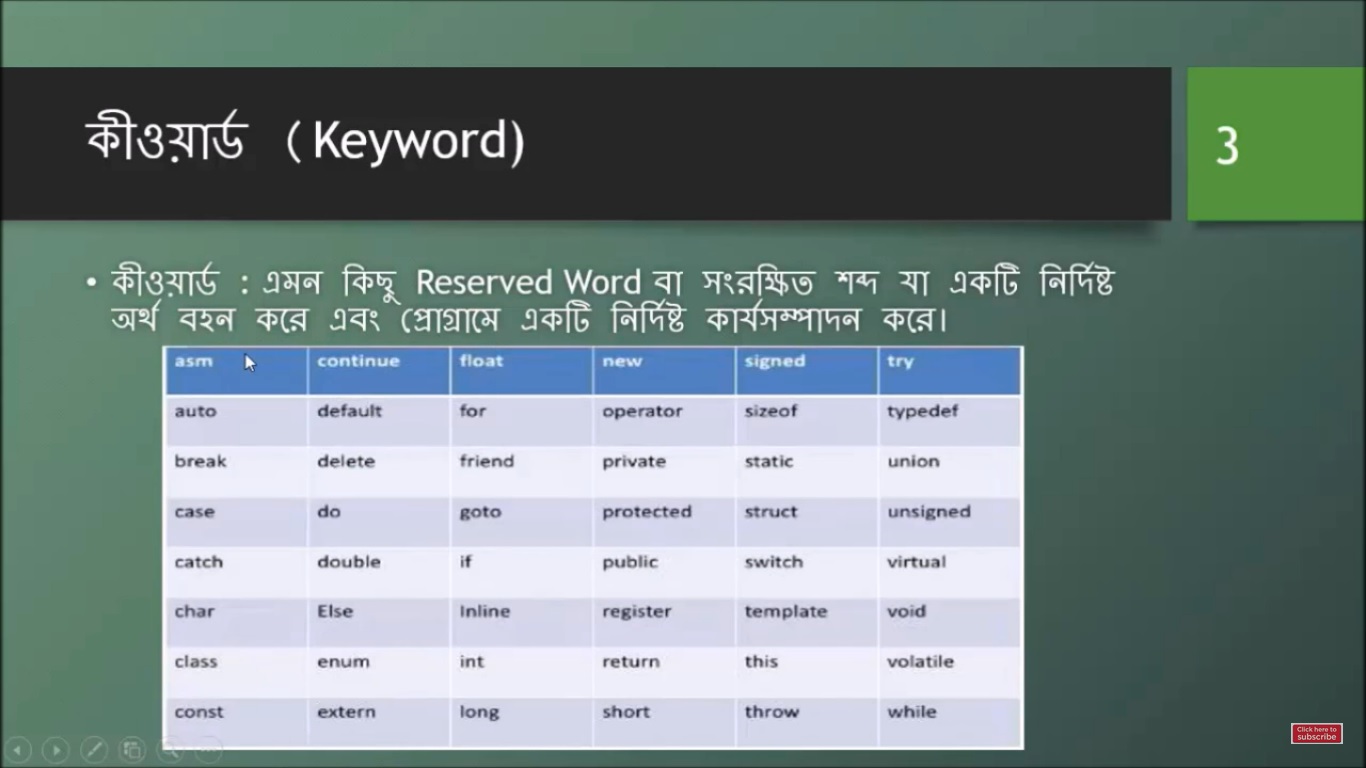 কীওয়ার্ড (Keyword)
3
• কীওয়ার্ড : এমন কিছু Reserved Word বা সংরক্ষিত শব্দ যা একটি নির্দিষ্ট
অর্থ বহন করে এবং প্রোগ্রামে একটি নির্দিষ্ট কার্যসম্পাদন করে।
asm continue float new signed try
auto default for operator sizeof typedef
break delete friend private static union
case do goto protected struct unsigned
catch double if public switch virtual
char Else Inline register template void
class enum int return this volatile
const extern long short throw while
Click here to
subscribe